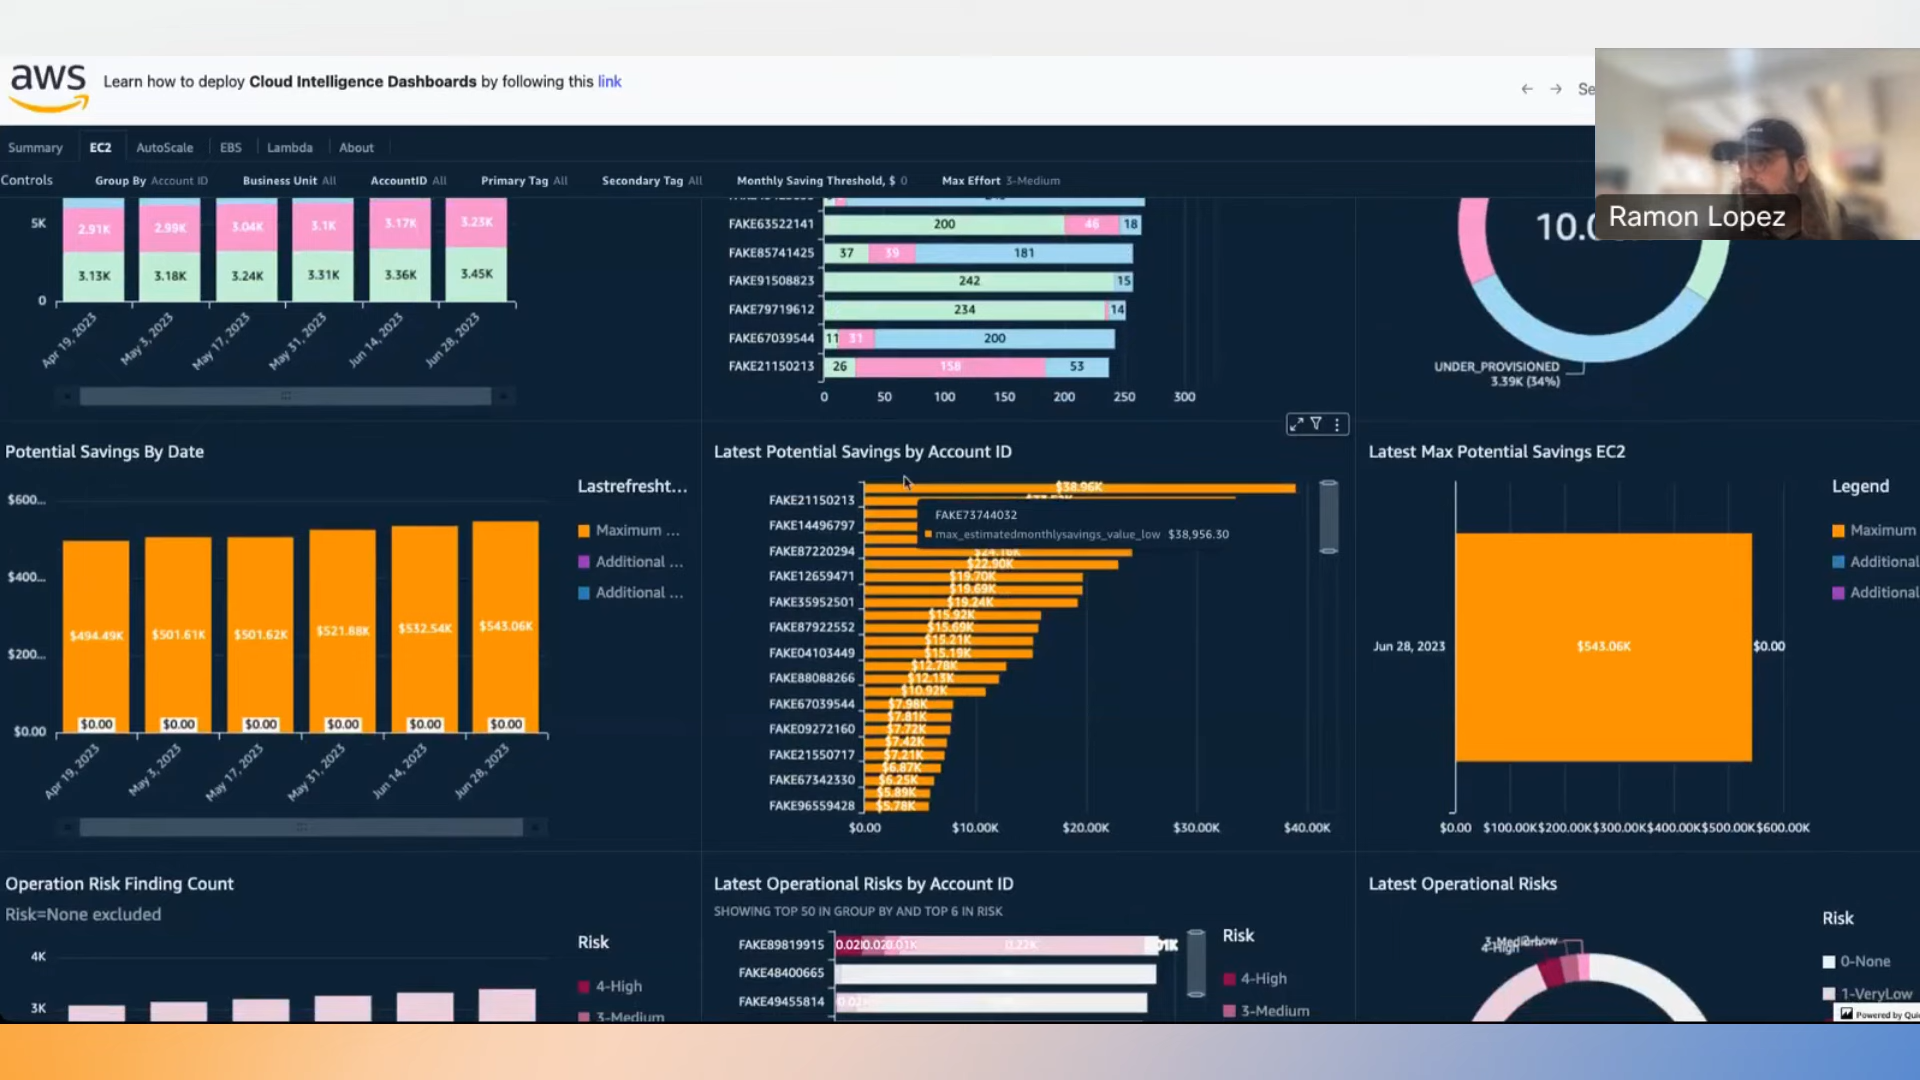 aws
Learn how to deploy Cloud Intelligence Dashboards by following this link
← → Se
Ramon Lopez
Summary EC2 AutoScale EBS Lambda About
Controls Group By Account ID Business Unit All AccountID All Primary Tag All Secondary Tag All Monthly Saving Threshold, $ 0 Max Effort 3-Medium
5K
0
2.91K 2.99K 3.04K 3.1K 3.17K 3.23K
3.13K 3.18K 3.24K 3.31K 3.36K 3.45K
Apr 19, 2023 May 3, 2023 May 17, 2023 May 31, 2023 Jun 14, 2023 Jun 28, 2023
FAKE63522141 200 46 18
FAKE85741425 37 39 181
FAKE91508823 242 15
FAKE79719612 234 14
FAKE67039544 11 31 200
FAKE21150213 26 158 53
0 50 100 150 200 250 300
10.0
UNDER_PROVISIONED
3.39K (34%)
Potential Savings By Date
$600...
$400...
$200...
$0.00
$494.49K $501.61K $501.62K $521.88K $532.54K $543.06K
$0.00 $0.00 $0.00 $0.00 $0.00 $0.00
Apr 19, 2023 May 3, 2023 May 17, 2023 May 31, 2023 Jun 14, 2023 Jun 28, 2023
Lastrefresht...
Maximum ...
Additional ...
Additional ...
Latest Potential Savings by Account ID
$38.96K
FAKE21150213
FAKE73744032
max_estimatedmonthlysavings_value_low $38,956.30
FAKE14496797
FAKE87220294 $24.16K
$22.90K
FAKE12659471 $19.70K
$19.69K
FAKE35952501 $19.24K
$15.92K
FAKE87922552 $15.69K
$15.21K
FAKE04103449 $15.19K
$12.78K
FAKE88088266 $12.13K
$10.92K
FAKE67039544 $7.98K
$7.81K
FAKE09272160 $7.72K
$7.42K
FAKE21550717 $7.21K
$6.87K
FAKE67342330 $6.25K
$5.89K
FAKE96559428 $5.78K
$0.00 $10.00K $20.00K $30.00K $40.00K
Latest Max Potential Savings EC2
Jun 28, 2023 $543.06K $0.00
$0.00 $100.00K $200.00K $300.00K $400.00K $500.00K $600.00K
Legend
Maximum
Additional
Additional
Operation Risk Finding Count
Risk=None excluded
4K
3K
Risk
4-High
3-Medium
Latest Operational Risks by Account ID
SHOWING TOP 50 IN GROUP BY AND TOP 6 IN RISK
FAKE89819915 0.02K 0.02K 0.01K 0.22K
FAKE48400665
FAKE49455814
Risk
4-High
3-Medium
Latest Operational Risks
4-High
Risk
0-None
1-VeryLow
Powered by Qui